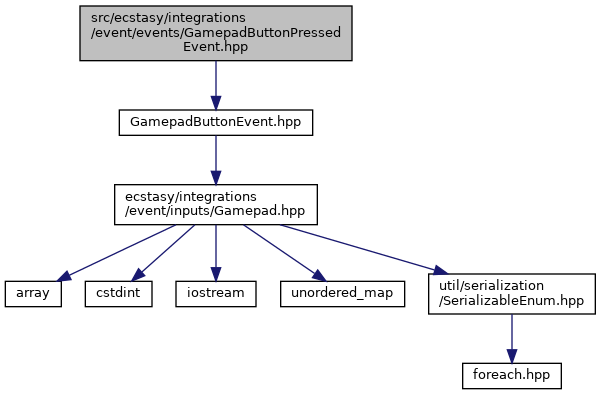 src/ecstasy/integrations
/event/events/GamepadButtonPressed
Event.hpp
GamepadButtonEvent.hpp
ecstasy/integrations
/event/inputs/Gamepad.hpp
array
cstdint
iostream
unordered_map
util/serialization
/SerializableEnum.hpp
foreach.hpp